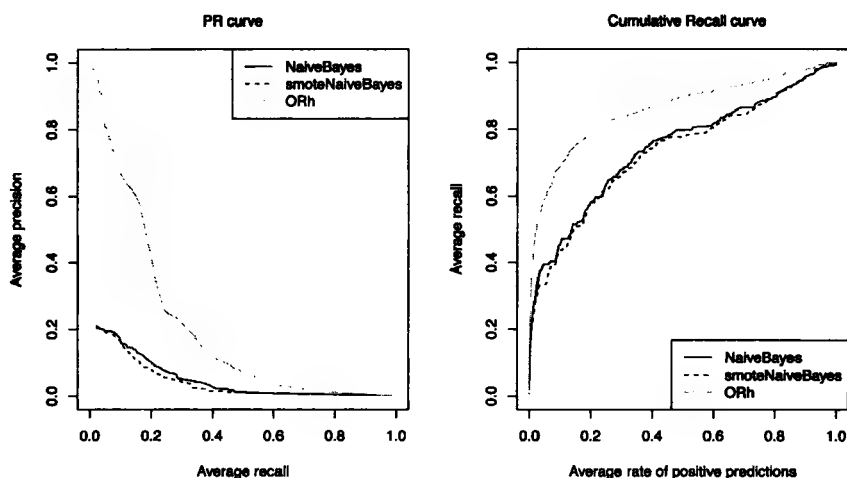 PR curve
NaiveBayes
smoteNaiveBayes
ORh
Average precision
0.0 0.2 0.4 0.6 0.8 1.0
0.0 0.2 0.4 0.6 0.8 1.0
Average recall
Cumulative Recall curve
Average recall
0.0 0.2 0.4 0.6 0.8 1.0
NaiveBayes
smoteNaiveBayes
ORh
0.0 0.2 0.4 0.6 0.8 1.0
Average rate of positive predictions